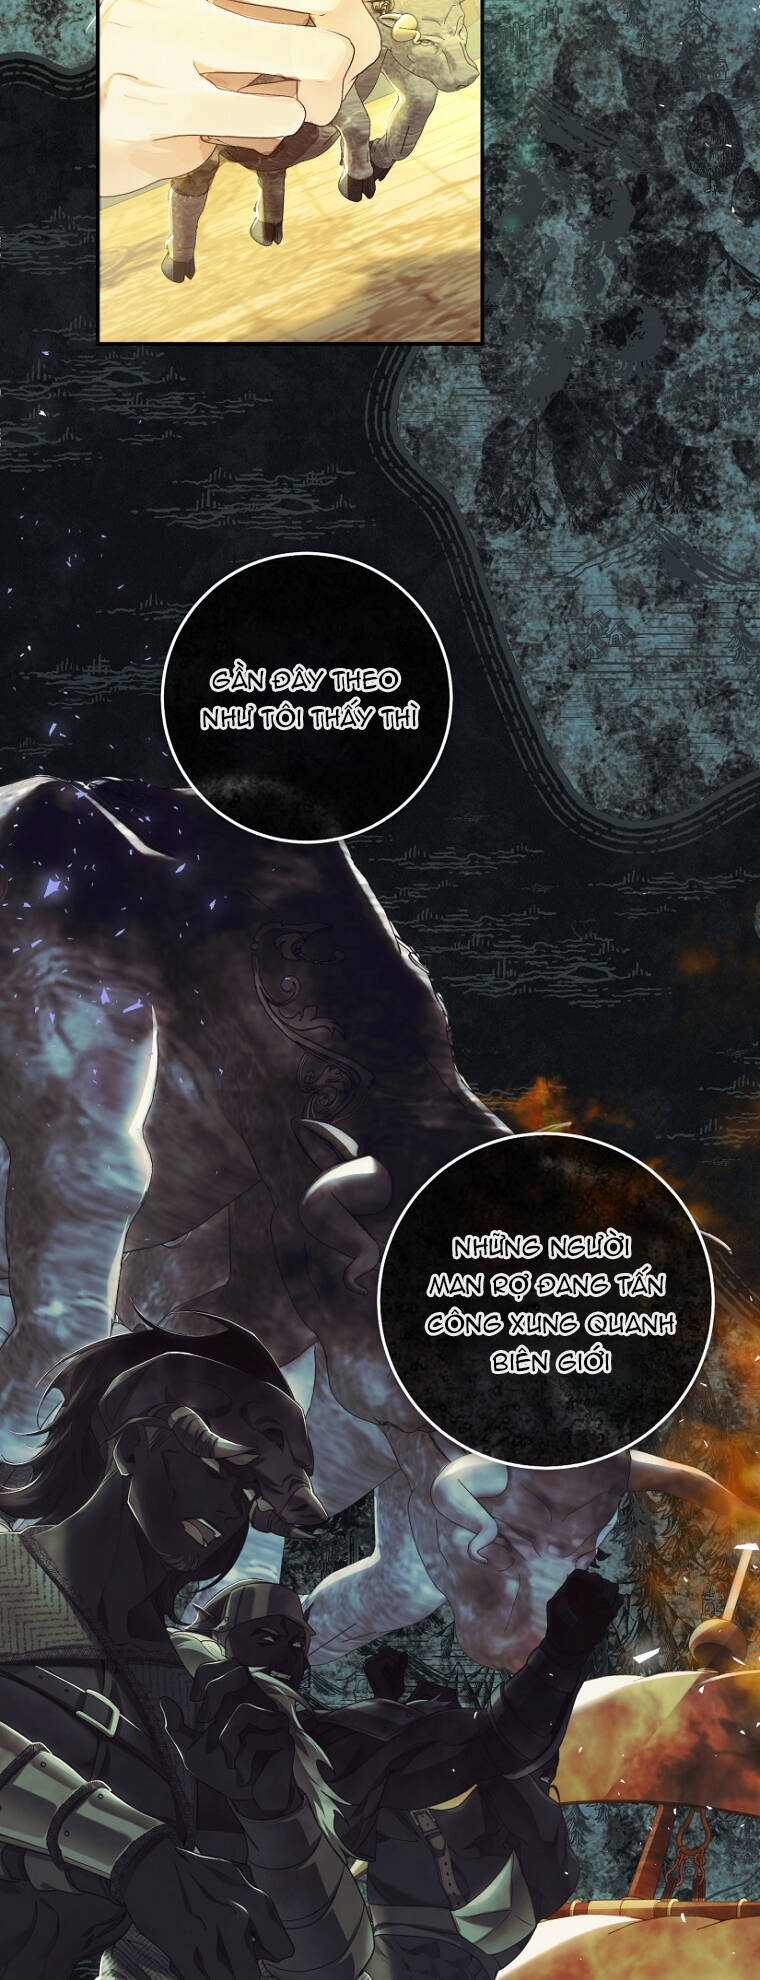 GẦN ĐÂY THEO
NHƯ TÔI THẤY THÌ
NHỮNG NGƯỜI
MAN RỢ ĐANG TẤN
CÔNG XUNG QUANH
BIÊN GIỚI